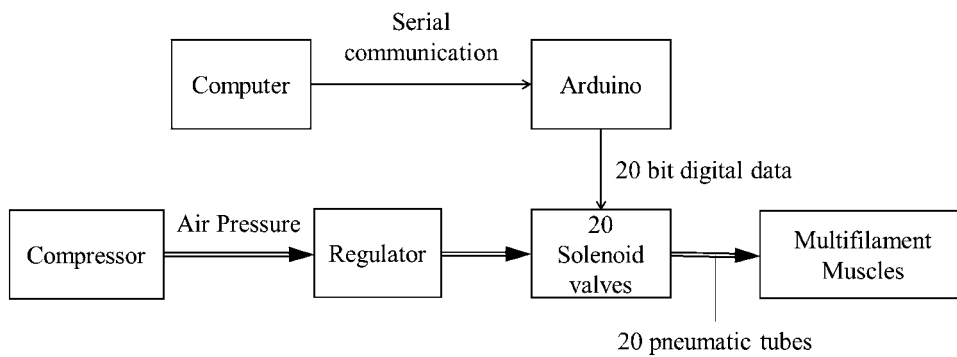 Serial
communication
Computer
Arduino
20 bit digital data
Air Pressure
Compressor
Regulator
20
Solenoid
valves
Multifilament
Muscles
20 pneumatic tubes